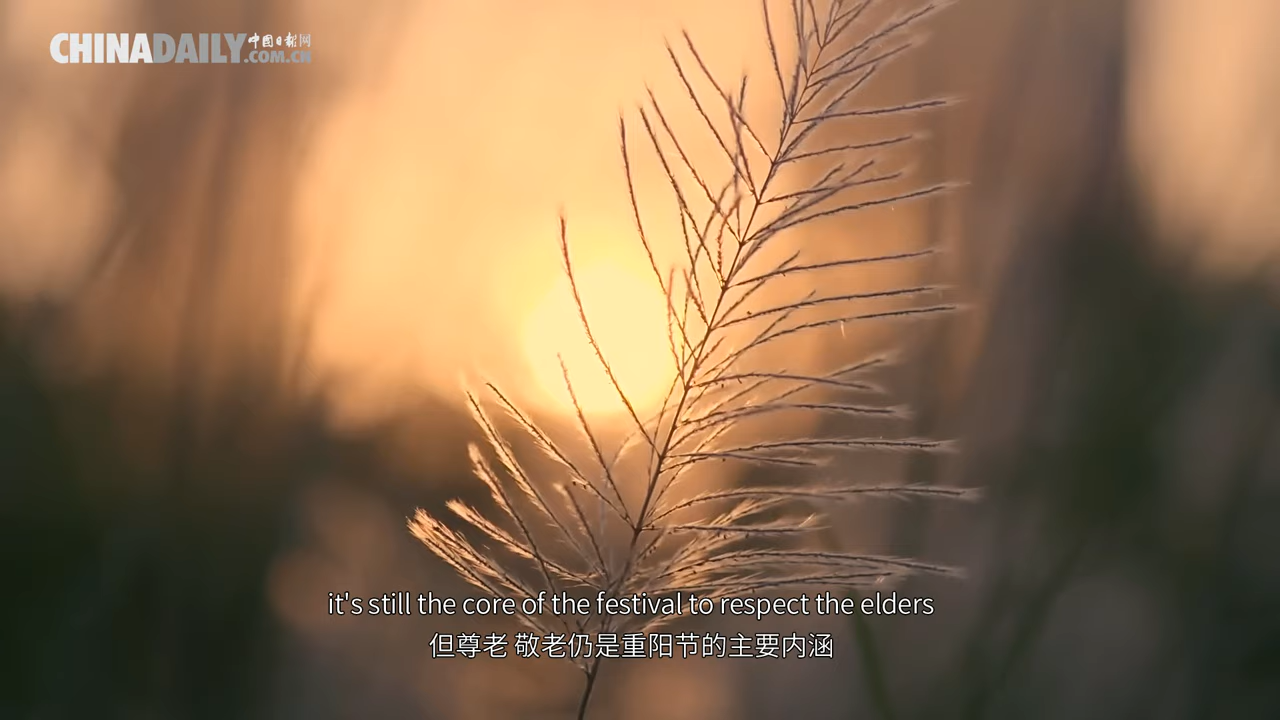 CHINADAILY 中国日报网
.COM.CN
it's still the core of the festival to respect the elders
但尊老 敬老仍是重阳节的主要内涵